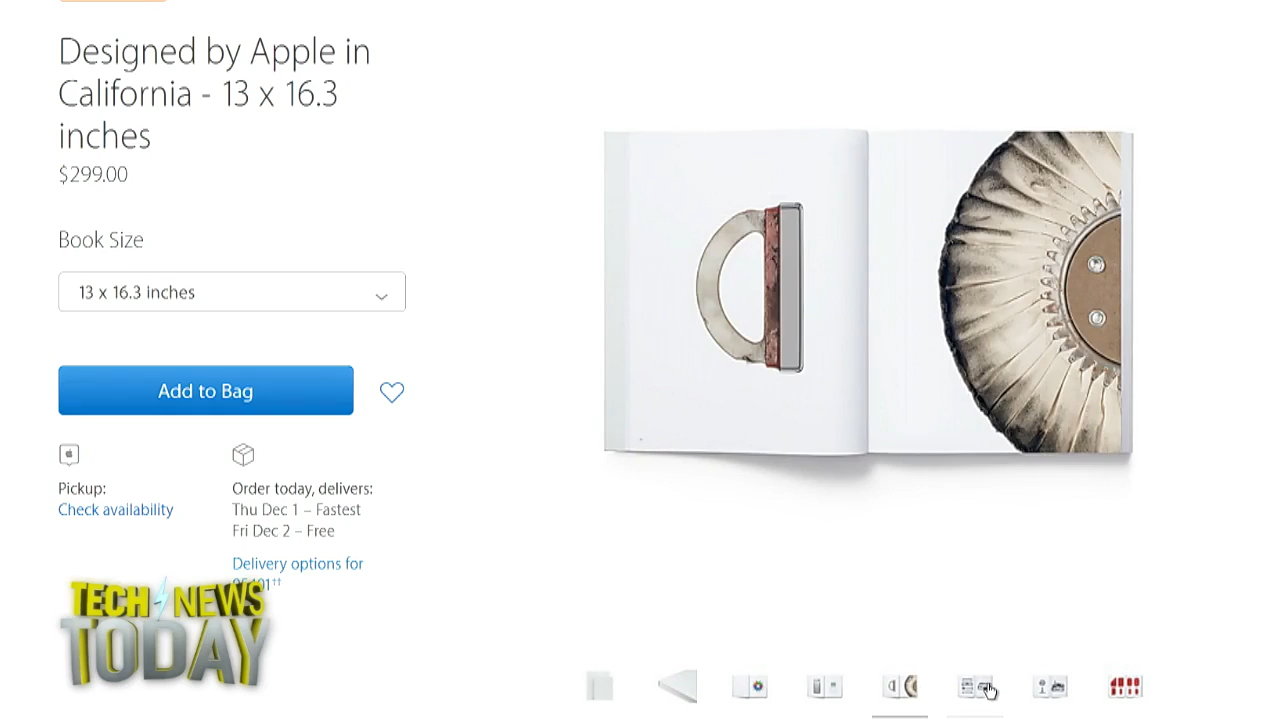 Designed by Apple in
California - 13 x 16.3
inches
$299.00
Book Size
13 x 16.3 inches
Add to Bag
Pickup:
Check availability
Order today, delivers:
Thu Dec 1 – Fastest
Fri Dec 2 – Free
Delivery options for
TECH NEWS
TODAY